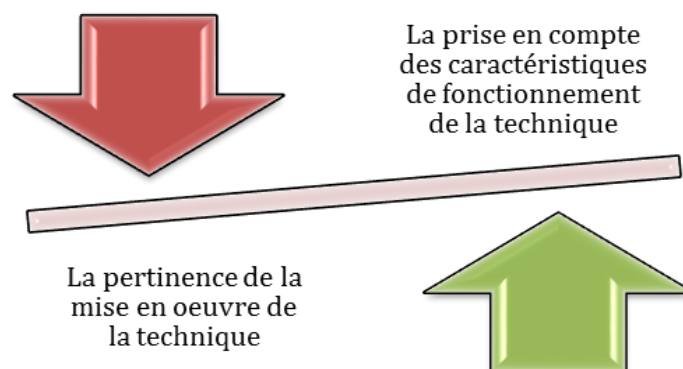 La prise en compte
des caractéristiques
de fonctionnement
de la technique
La pertinence de la
mise en oeuvre de
la technique